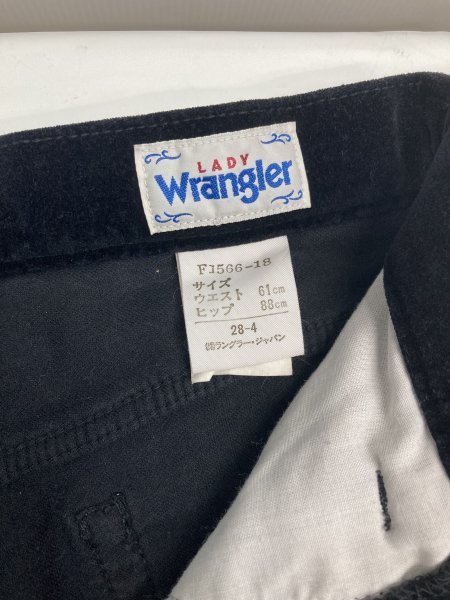 LADY
Wrangler
F1566-18
サイズ
ウエスト 61cm
ヒップ 88cm
28-4
㈱ラングラー・ジャパン